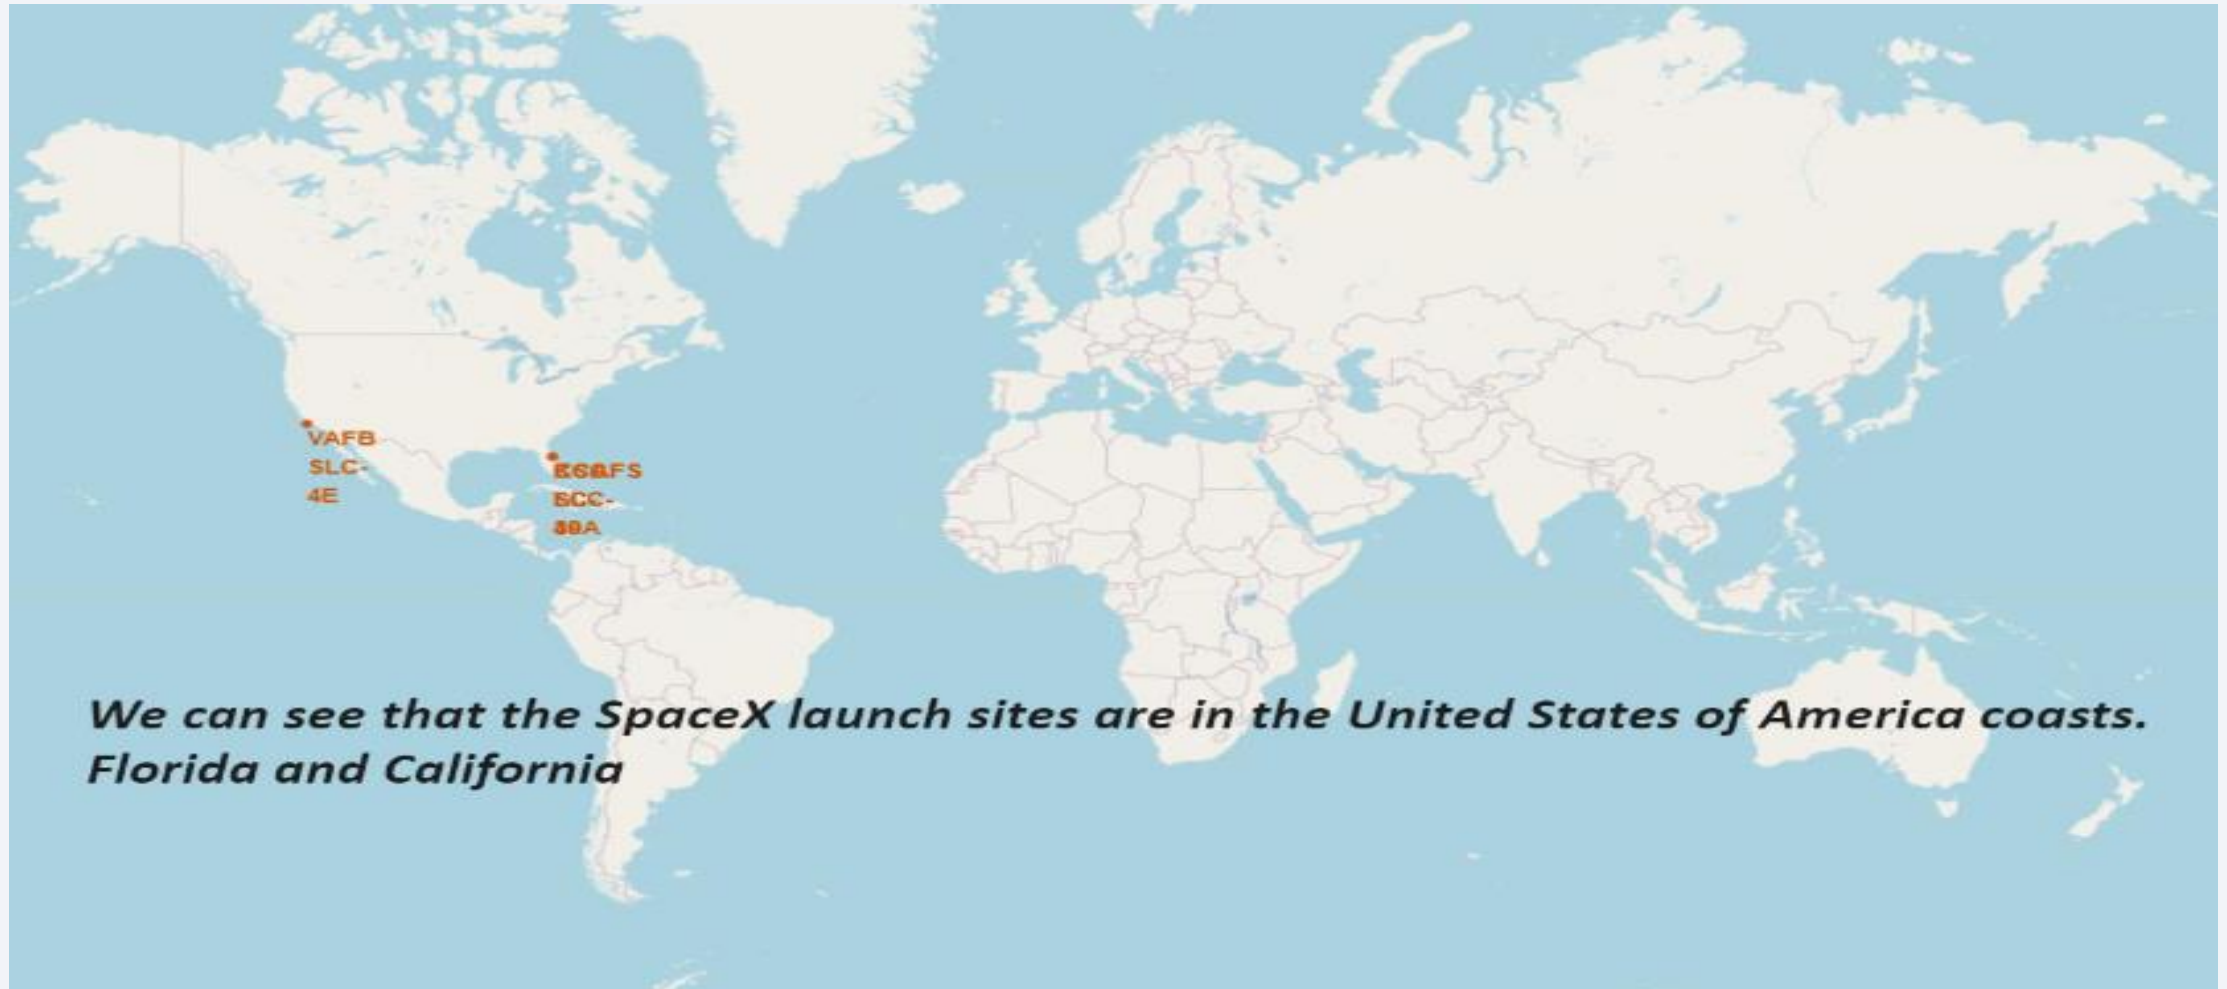 VAFB
SLC-
4E
We can see that the SpaceX launch sites are in the United States of America coasts.
Florida and California